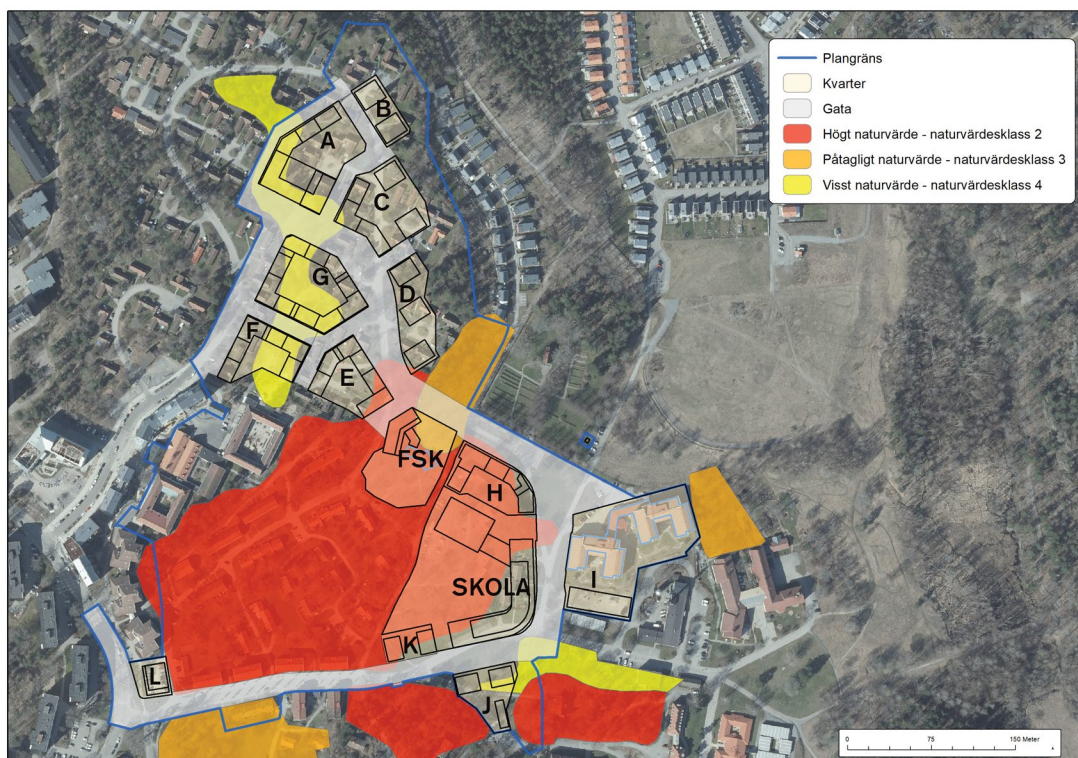 Plangräns
Kvarter
Gata
Högt naturvärde - naturvärdesklass 2
Påtagligt naturvärde - naturvärdesklass 3
Visst naturvärde - naturvärdesklass 4
B
A
C
G
D
F
E
FSK
H
I
SKOLA
K
L
J
0 75 150 Meter